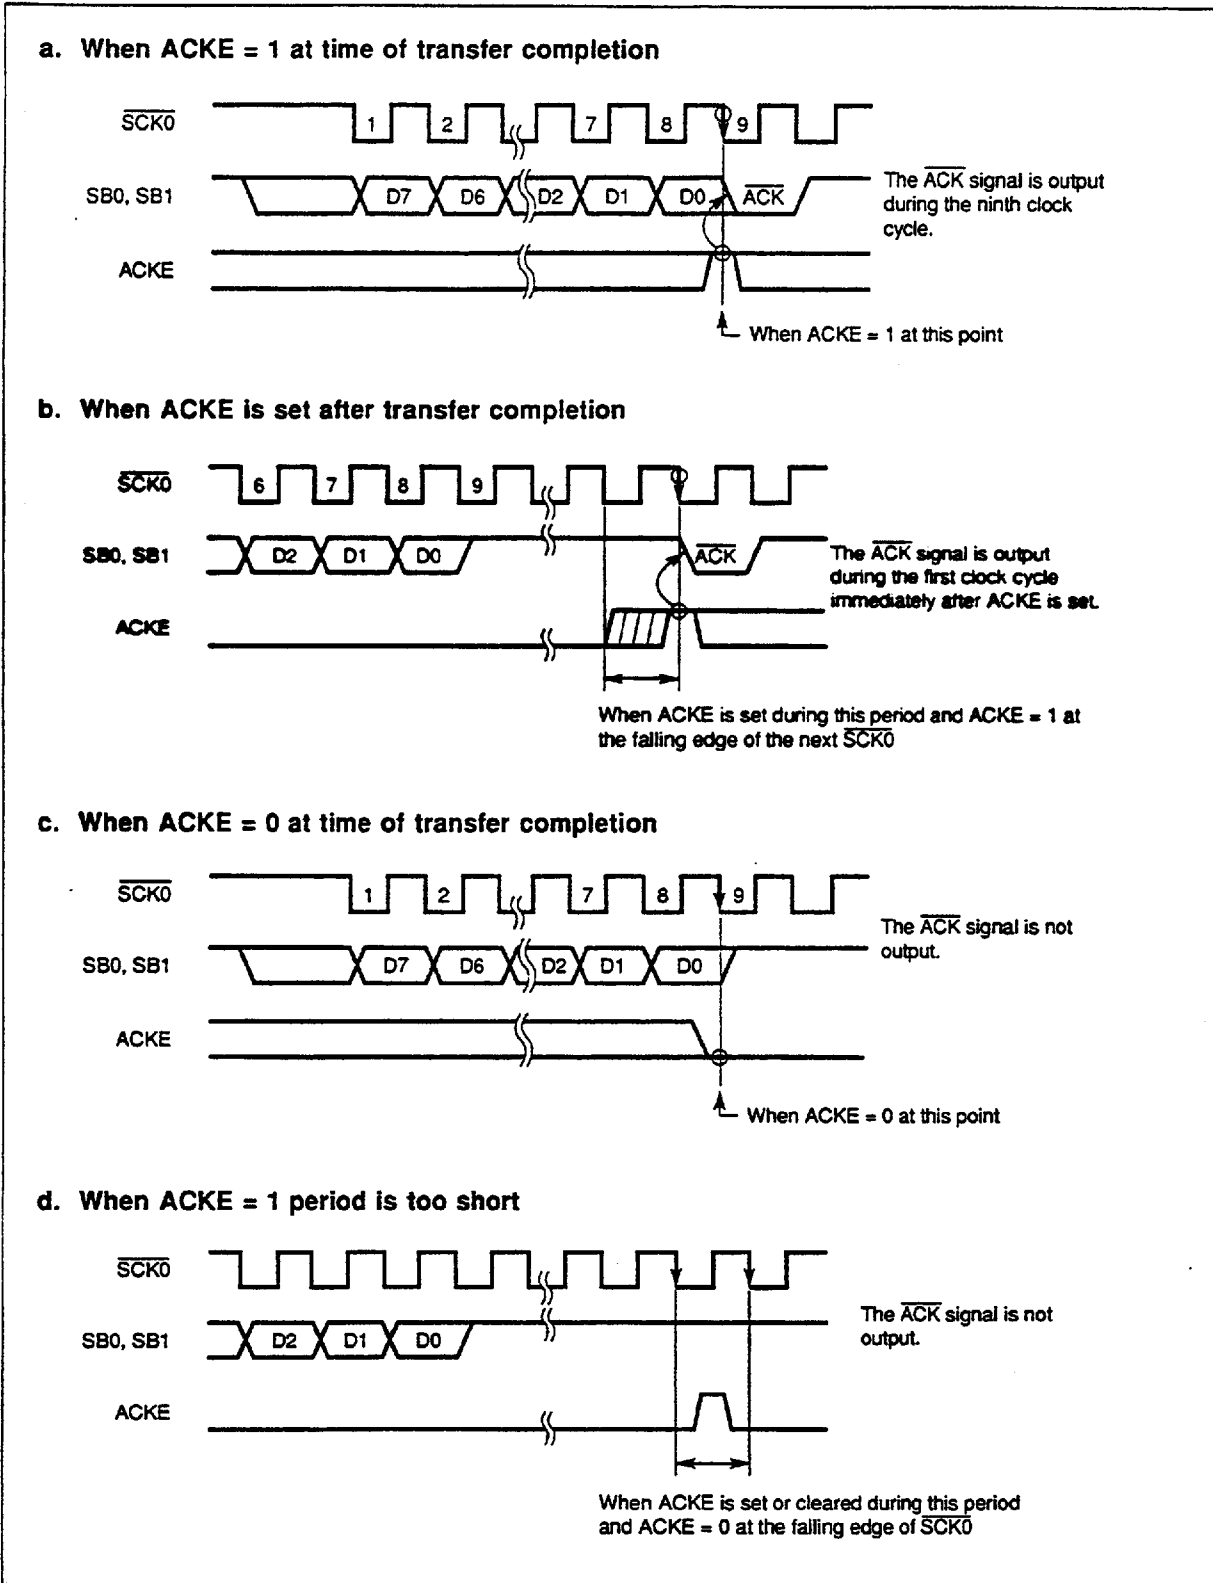 a. When ACKE = 1 at time of transfer completion
SCK0
1 2 7 8 9
SB0, SB1
D7 D6 D2 D1 D0 ACK
The ACK signal is output
during the ninth clock
cycle.
ACKE
When ACKE = 1 at this point
b. When ACKE is set after transfer completion
SCK0
6 7 8 9
SB0, SB1
D2 D1 D0 ACK
The ACK signal is output
during the first clock cycle
immediately after ACKE is set.
ACKE
When ACKE is set during this period and ACKE = 1 at
the falling edge of the next SCK0
c. When ACKE = 0 at time of transfer completion
SCK0
1 2 7 8 9
The ACK signal is not
output.
SB0, SB1
D7 D6 D2 D1 D0
ACKE
When ACKE = 0 at this point
d. When ACKE = 1 period is too short
SCK0
The ACK signal is not
output.
SB0, SB1
D2 D1 D0
ACKE
When ACKE is set or cleared during this period
and ACKE = 0 at the falling edge of SCK0